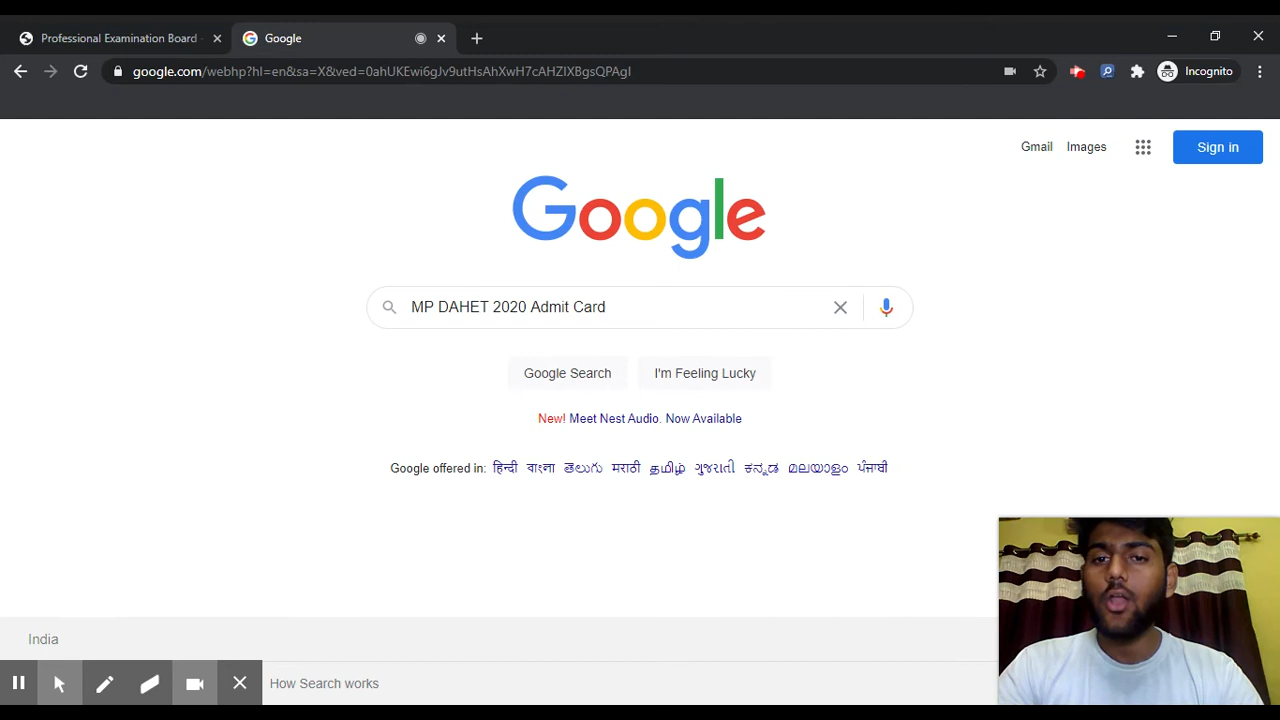 Professional Examination Board -
Google
google.com/webhp?hl=en&sa=X&ved=0ahUKEwi6gJv9utHsAhXwH7cAHZIXBgsQPAgI
Incognito
Gmail Images
Sign in
Google
MP DAHET 2020 Admit Card
Google Search
I'm Feeling Lucky
New! Meet Nest Audio. Now Available
Google offered in: हिन्दी বাংলা తెలుగు मराठी தமிழ் ગુજરાતી ಕನ್ನಡ മലയാളം ਪੰਜਾਬੀ
India
How Search works